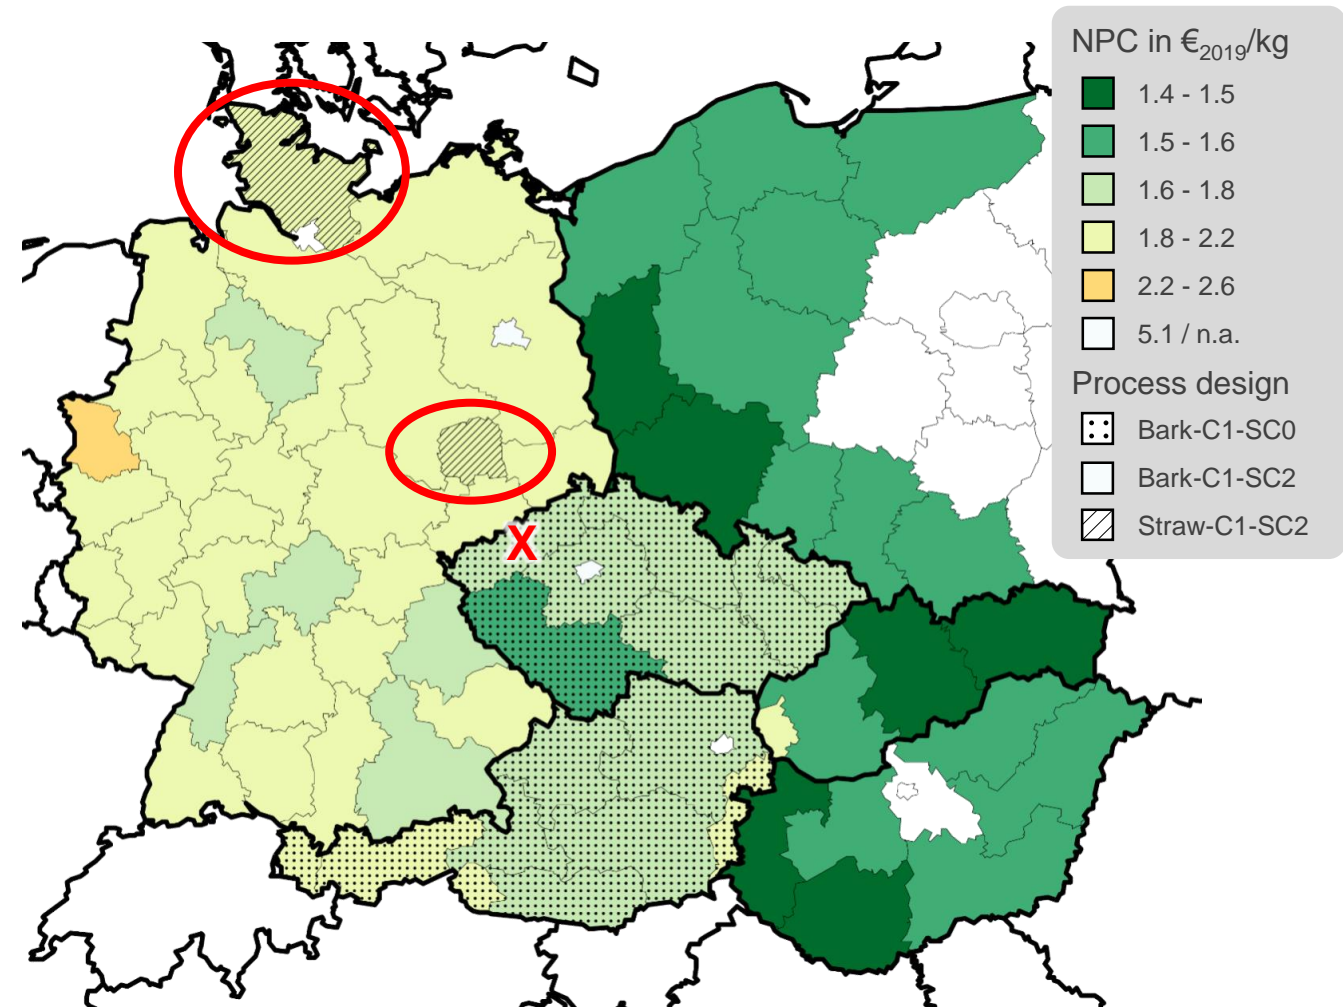 NPC in €2019/kg
1.4 - 1.5
1.5 - 1.6
1.6 - 1.8
1.8 - 2.2
2.2 - 2.6
5.1 / n.a.
Process design
Bark-C1-SC0
Bark-C1-SC2
Straw-C1-SC2
X